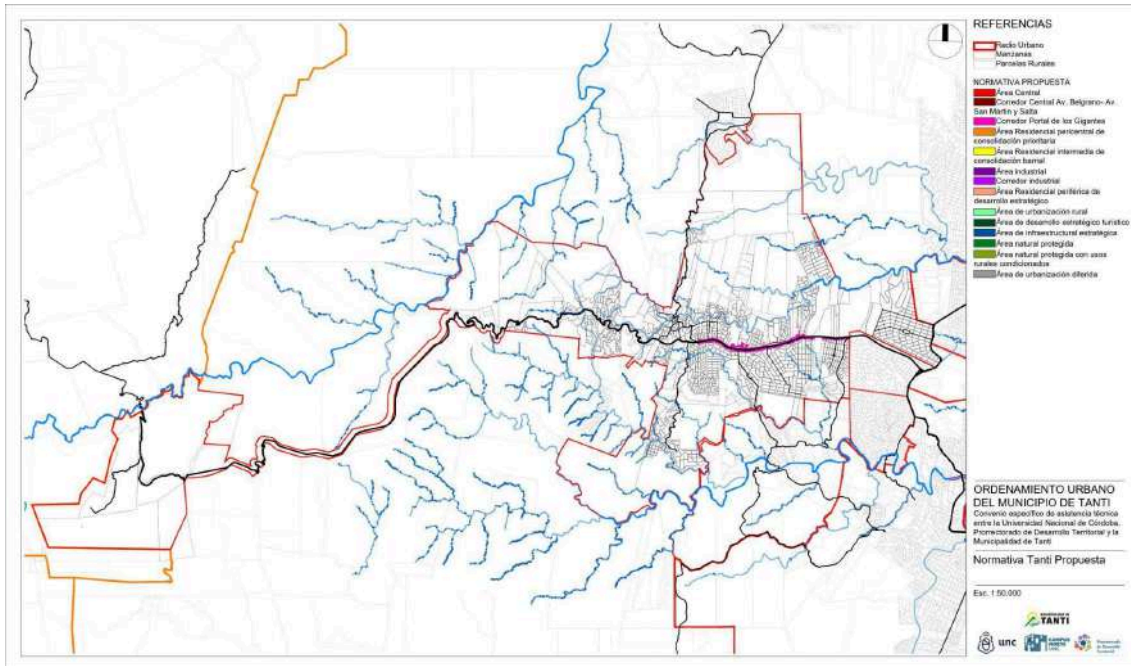 REFERENCIAS
Radio Urbano
Manzanas
Parcelas Rurales
NORMATIVA PROPUESTA
Área Central
Corredor Central Av. Belgrano- Av.
San Martin y Salta
Corredor Portal de los Gigantes
Área Residencial pericentral de
consolidación prioritaria
Área Residencial intermedia de
consolidación barrial
Área industrial
Corredor industrial
Área Residencial periférica de
desarrollo estratégico
Área de urbanización rural
Área de desarrollo estratégico turístico
Área de infraestructural estratégica
Área natural protegida
Área natural protegida con usos
rurales condicionados
Área de urbanización diferida
ORDENAMIENTO URBANO
DEL MUNICIPIO DE TANTI
Convenio específico de asistencia técnica
entre la Universidad Nacional de Córdoba,
Prorrectorado de Desarrollo Territorial y la
Municipalidad de Tanti
Normativa Tanti Propuesta
Esc. 1:50.000
TANTI
unc